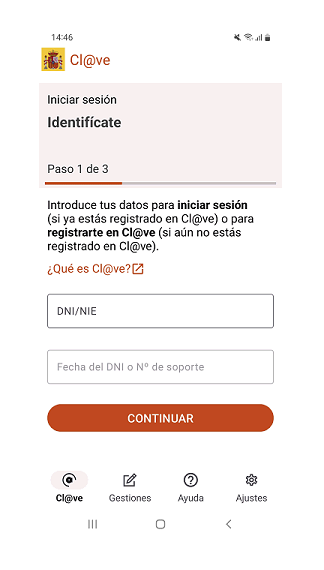 14:46
Cl@ve
Iniciar sesión
Identifícate
Paso 1 de 3
Introduce tus datos para iniciar sesión
(si ya estás registrado en Cl@ve) o para
registrarte en Cl@ve (si aún no estás
registrado en Cl@ve).
¿Qué es Cl@ve?
DNI/NIE
Fecha del DNI o Nº de soporte
CONTINUAR
Cl@ve Gestiones Ayuda Ajustes